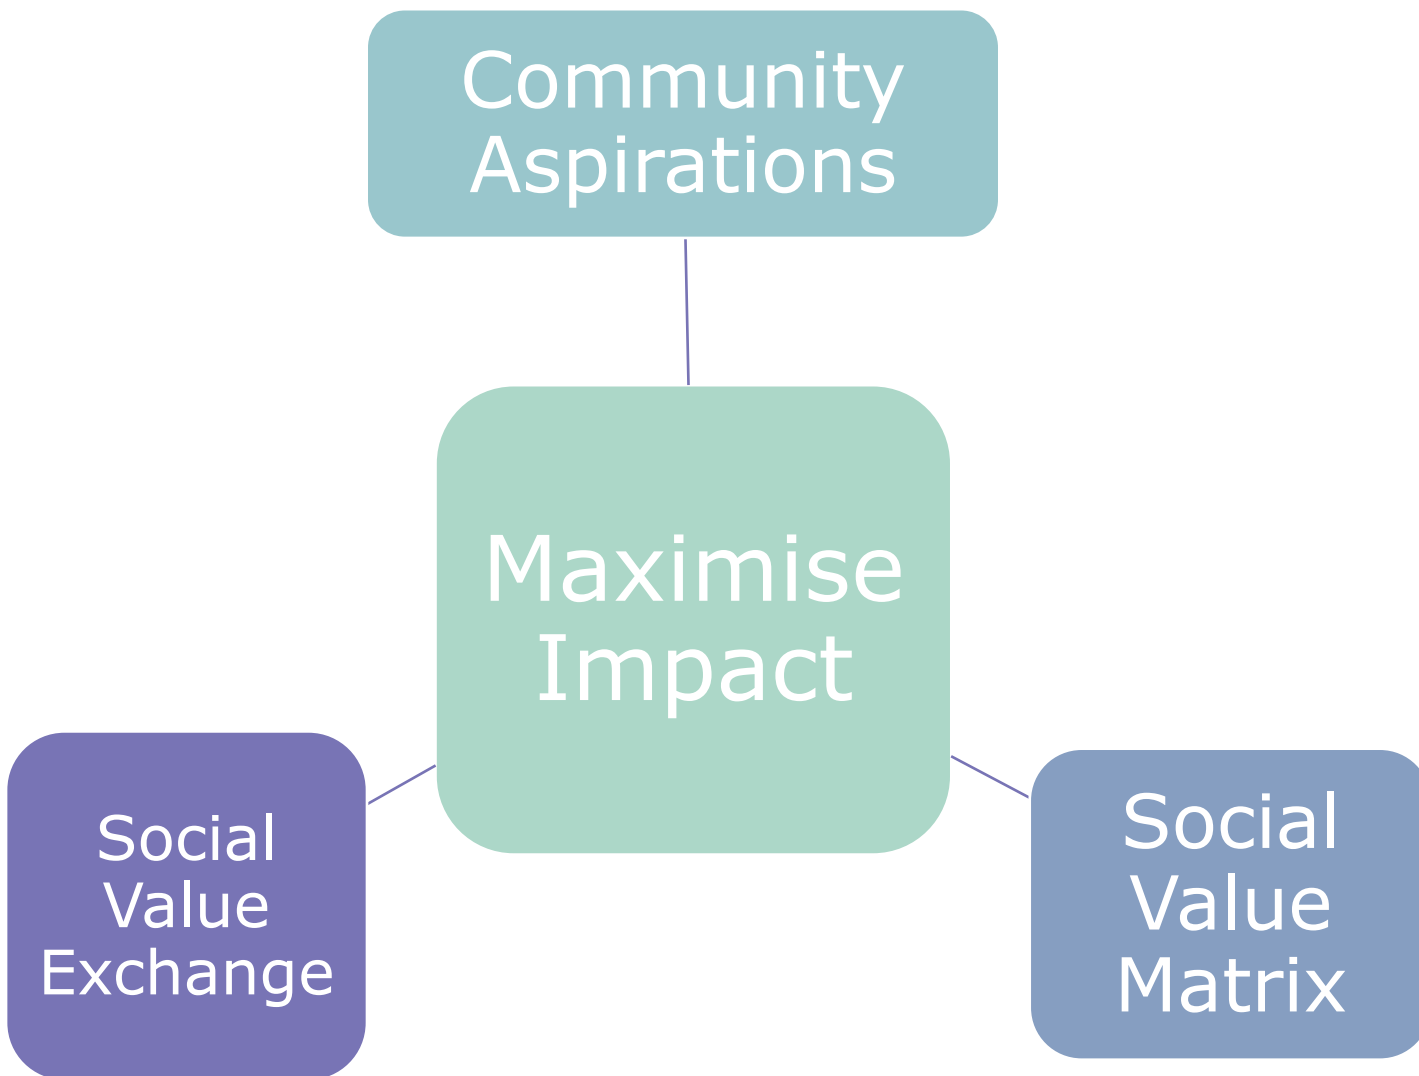 Community
Aspirations
Maximise
Impact
Social
Value
Exchange
Social
Value
Matrix